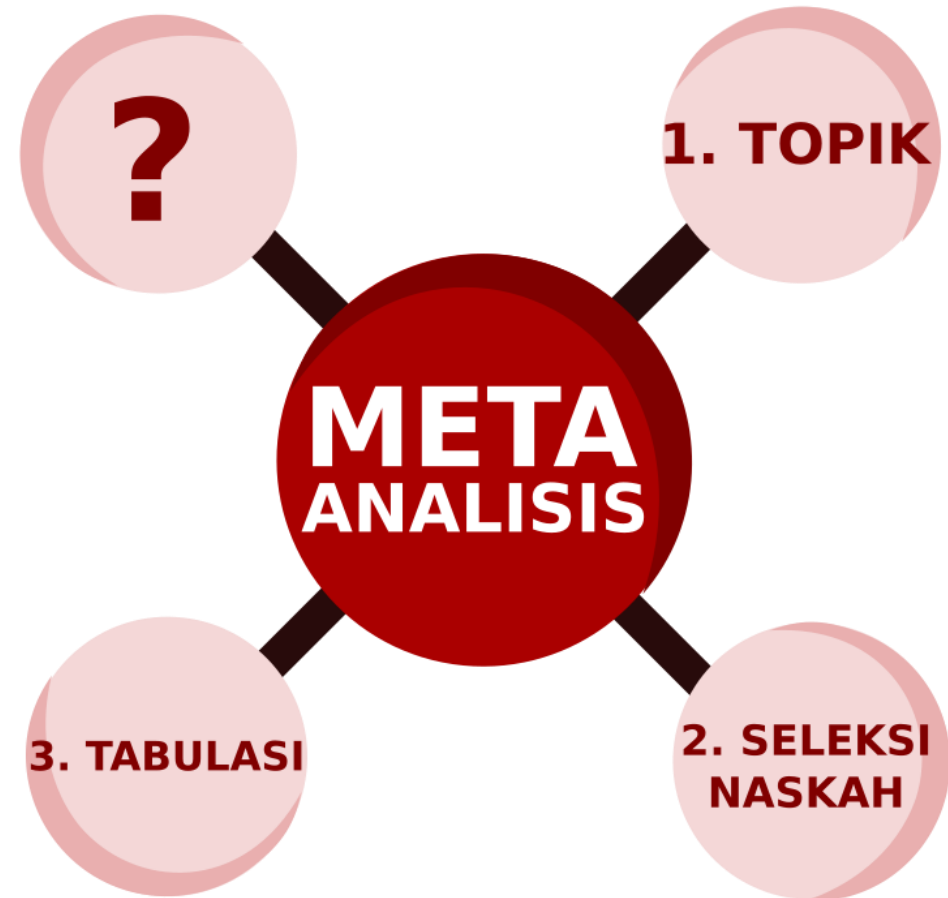 ?
1. TOPIK
META
ANALISIS
2. SELEKSI
NASKAH
3. TABULASI